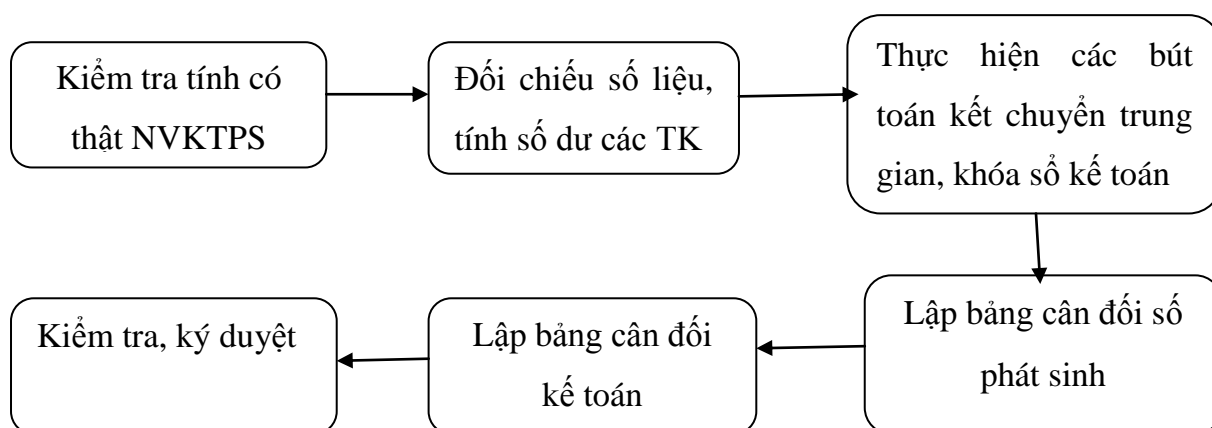 Kiểm tra tính có
thật NVKTPS
Đối chiếu số liệu,
tính số dư các TK
Thực hiện các bút
toán kết chuyển trung
gian, khóa sổ kế toán
Lập bảng cân đối số
phát sinh
Lập bảng cân đối
kế toán
Kiểm tra, ký duyệt